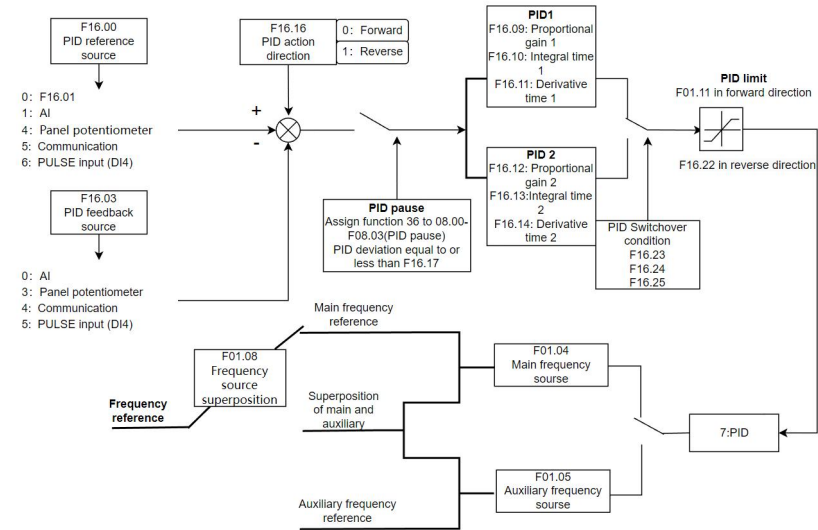 F16.00
PID reference
source
0: F16.01
1: AI
4: Panel potentiometer
5: Communication
6: PULSE input (DI4)
F16.03
PID feedback
source
0: AI
3: Panel potentiometer
4: Communication
5: PULSE input (DI4)
F16.16
PID action
direction
0: Forward
1: Reverse
+
-
PID pause
Assign function 36 to 08.00-
F08.03(PID pause)
PID deviation equal to or
less than F16.17
PID1
F16.09: Proportional
gain 1
F16.10: Integral time
1
F16.11: Derivative
time 1
PID 2
F16.12: Proportional
gain 2
F16.13:Integral time
2
F16.14: Derivative
time 2
PID Switchover
condition
F16.23
F16.24
F16.25
PID limit
F01.11 in forward direction
F16.22 in reverse direction
Main frequency
reference
F01.08
Frequency
source
superposition
Frequency
reference
Superposition
of main and
auxiliary
Auxiliary frequency
reference
F01.04
Main frequency
sourse
F01.05
Auxiliary frequency
sourse
7:PID